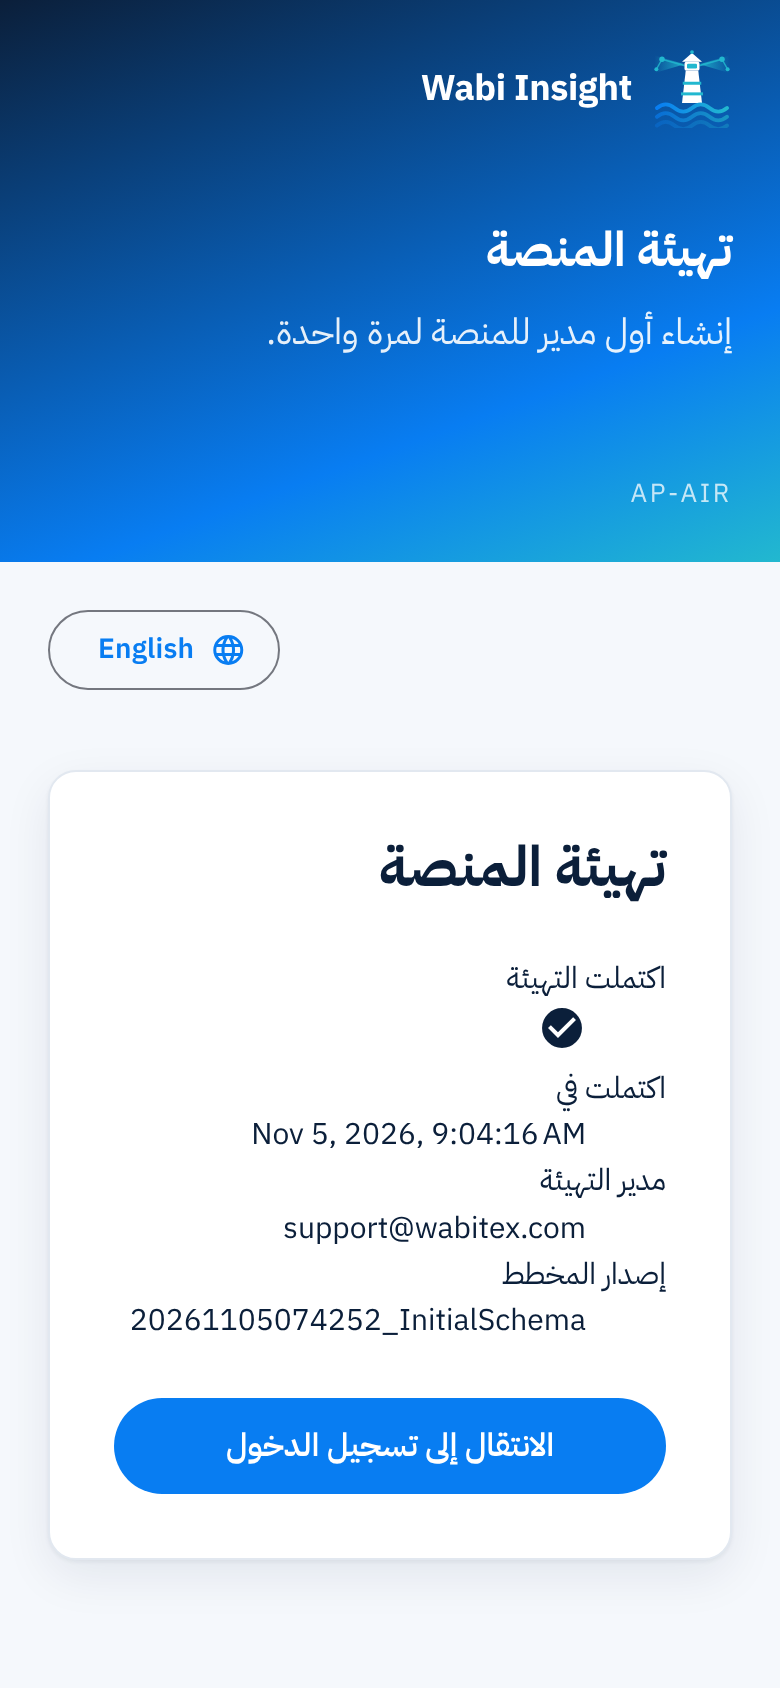 Wabi Insight
تهيئة المنصة
إنشاء أول مدير للمنصة لمرة واحدة.
AP-AIR
English
تهيئة المنصة
اكتملت التهيئة
اكتملت في
Nov 5, 2026, 9:04:16 AM
مدير التهيئة
support@wabitex.com
إصدار المخطط
20261105074252_InitialSchema
الانتقال إلى تسجيل الدخول